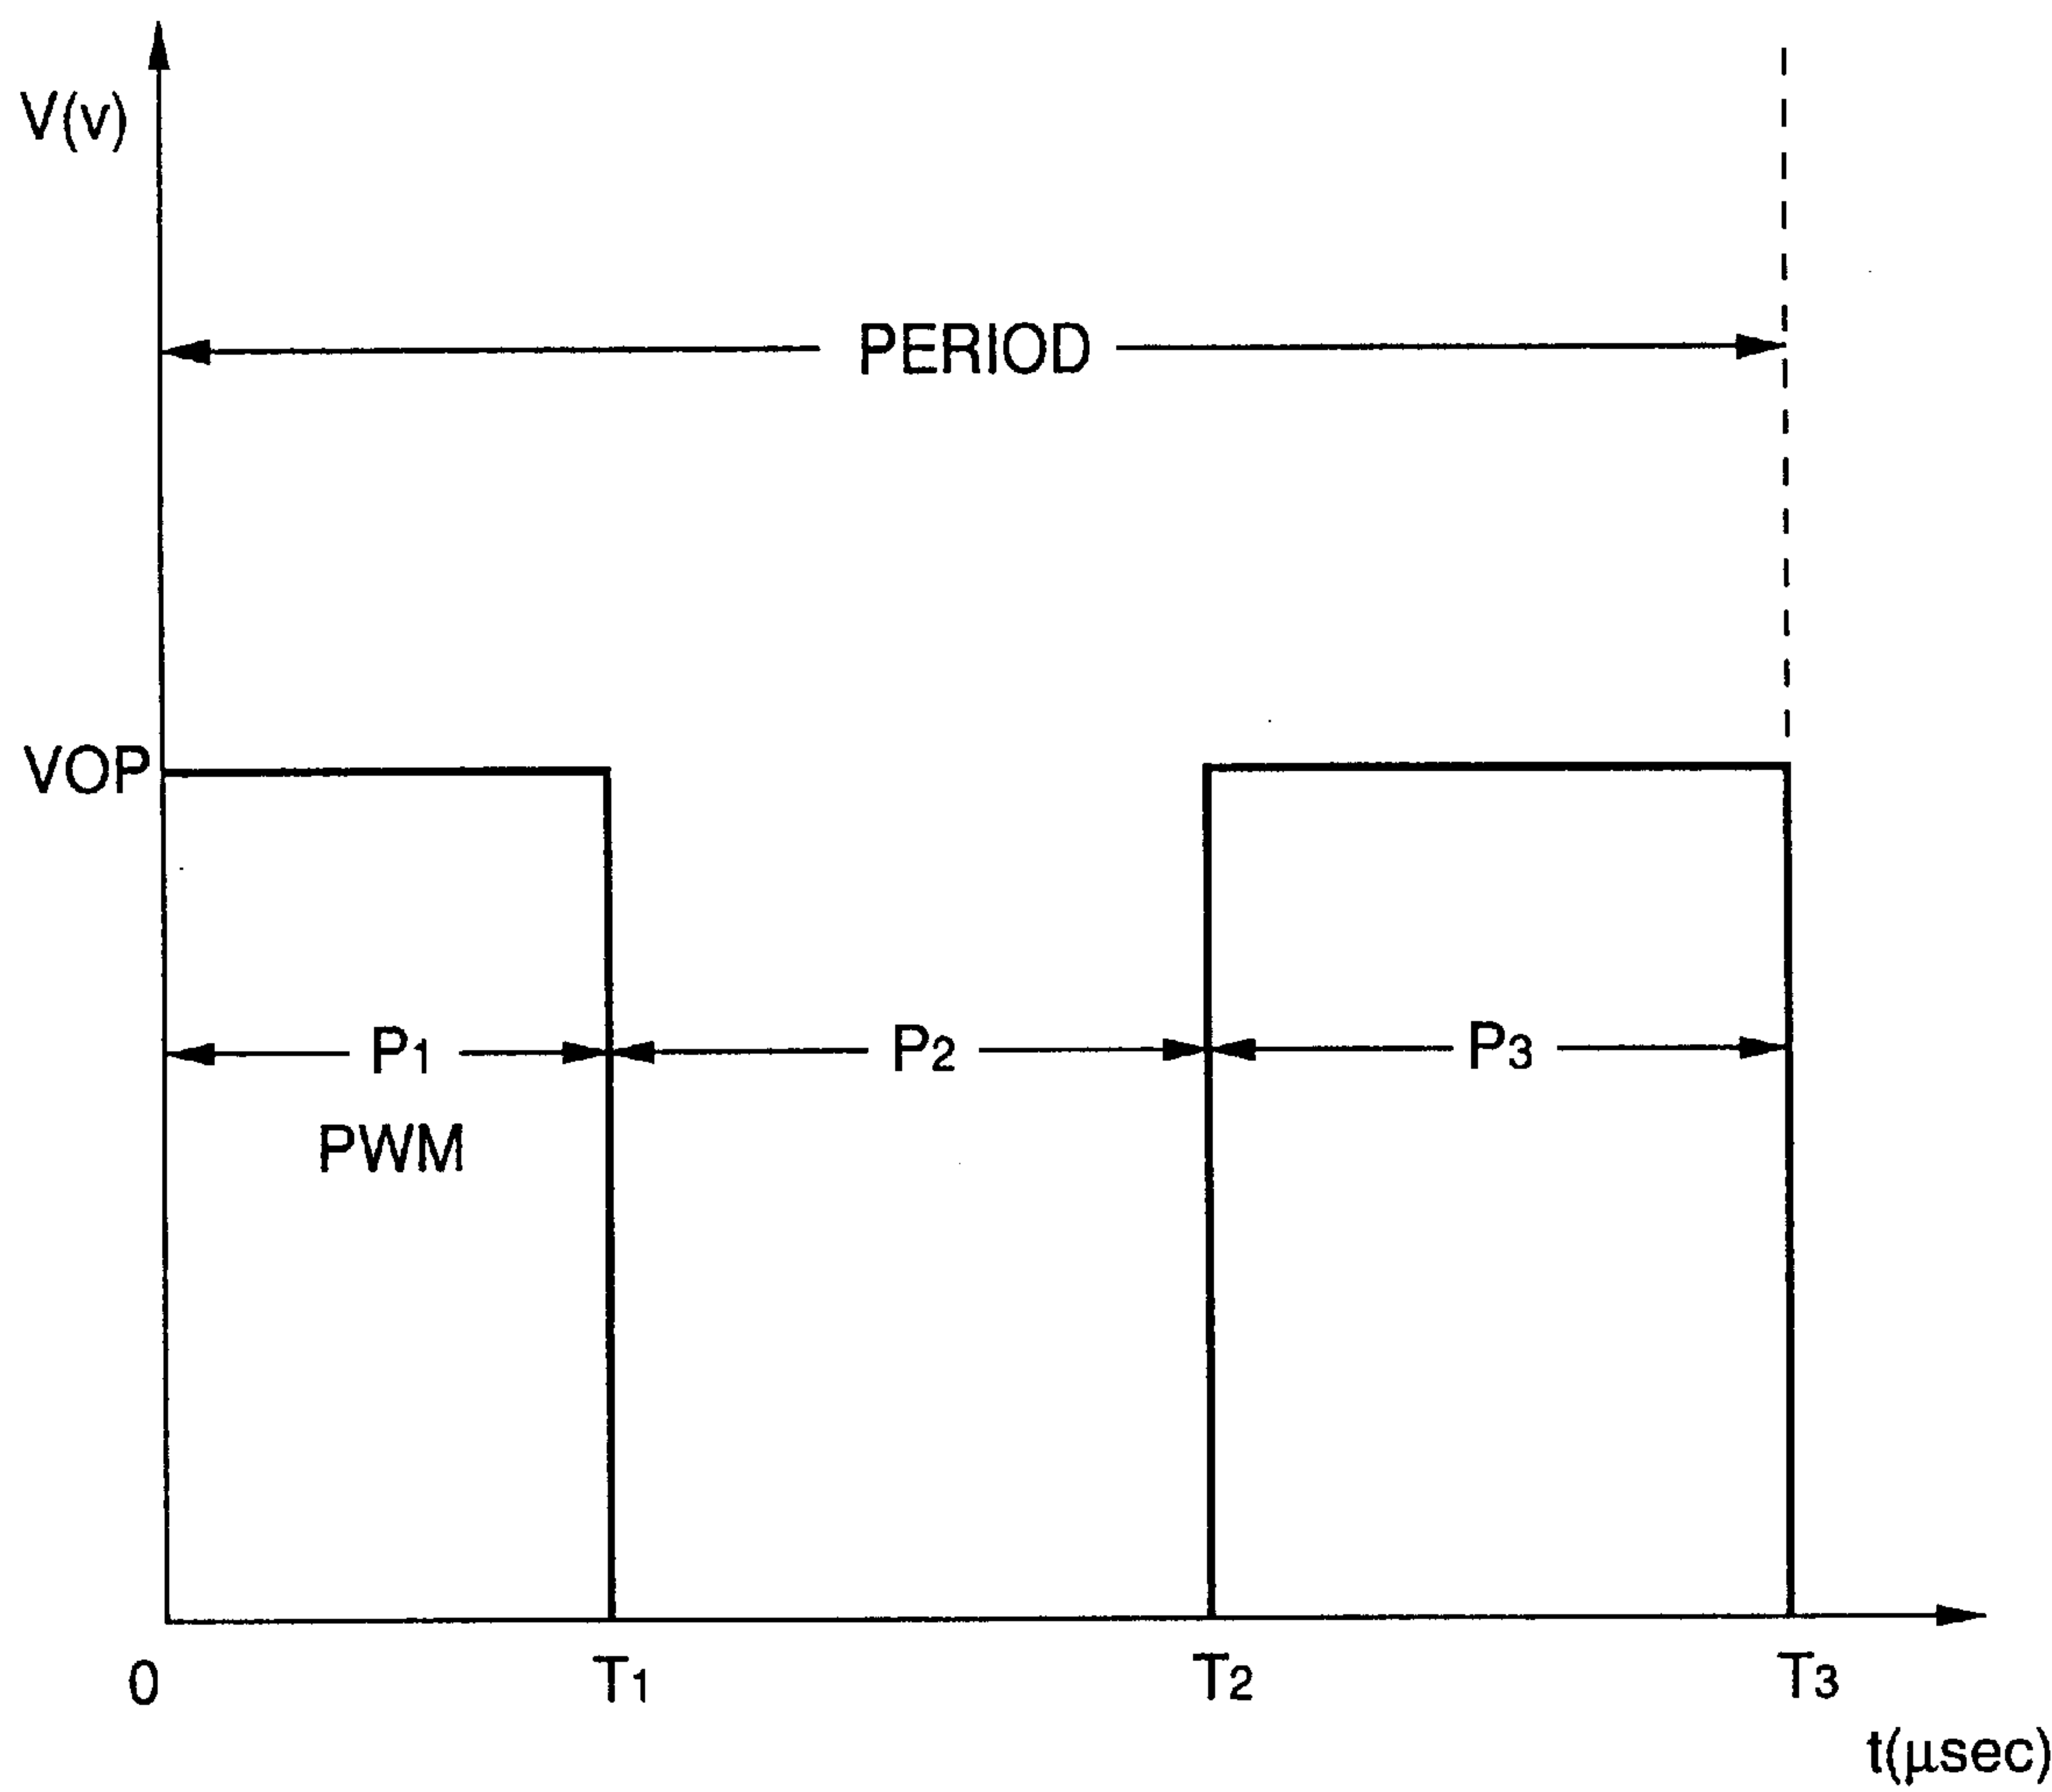 V(v)
PERIOD
VOP
P1
P2
P3
PWM
0
T1
T2
T3
t(µsec)